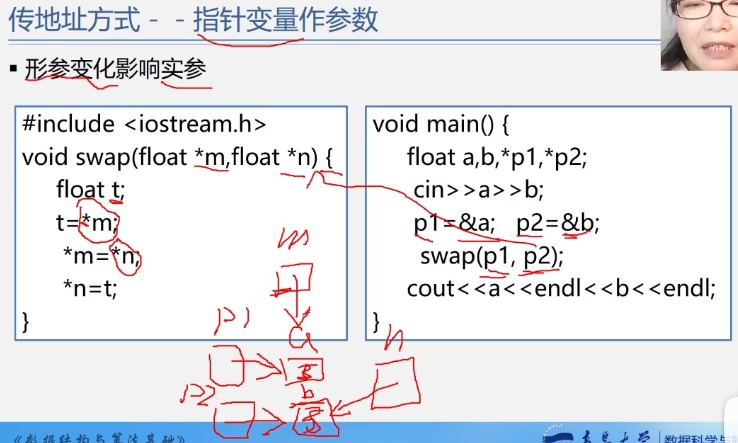 传地址方式－－指针变量作参数
▪ 形参变化影响实参
#include <iostream.h>
void swap(float *m,float *n) {
float t;
t=*m;
*m=*n;
*n=t;
}
void main() {
float a,b,*p1,*p2;
cin>>a>>b;
p1=&a; p2=&b;
swap(p1, p2);
cout<<a<<endl<<b<<endl;
}
m
p1
a
n
p2
b
《数据结构与算法基础》
青岛大学
数据科学与